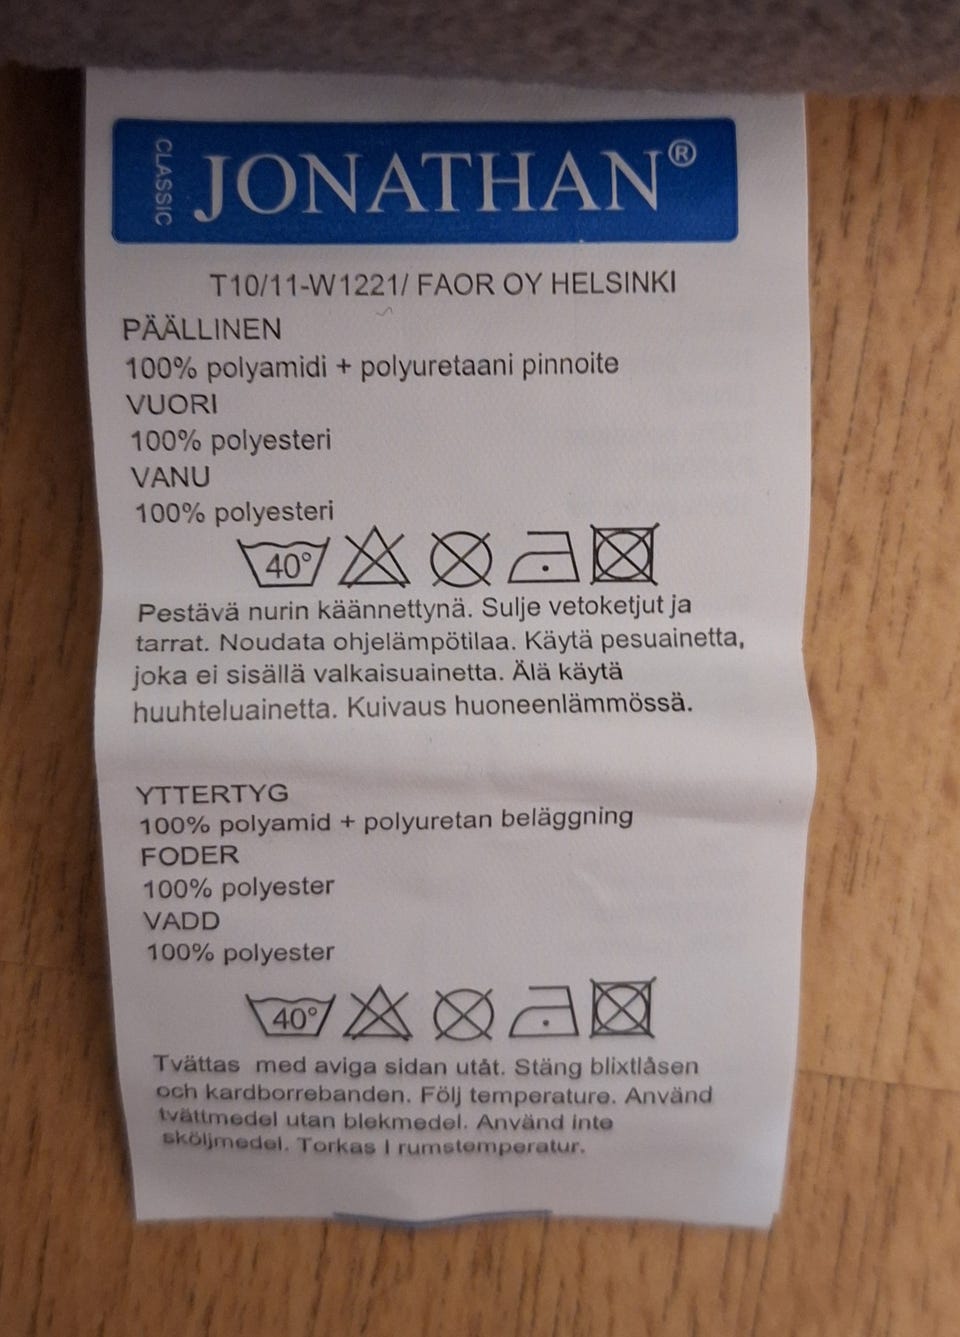 CLASSIC
JONATHAN®
T10/11-W1221/ FAOR OY HELSINKI
PÄÄLLINEN
100% polyamidi + polyuretaani pinnoite
VUORI
100% polyesteri
VANU
100% polyesteri
40°
Pestävä nurin käännettynä. Sulje vetoketjut ja
tarrat. Noudata ohjelämpötilaa. Käytä pesuainetta,
joka ei sisällä valkaisuainetta. Älä käytä
huuhteluainetta. Kuivaus huoneenlämmössä.
YTTERTYG
100% polyamid + polyuretan beläggning
FODER
100% polyester
VADD
100% polyester
40°
Tvättas med aviga sidan utåt. Stäng blixtlåsen
och kardborrebanden. Följ temperature. Använd
tvättmedel utan blekmedel. Använd inte
sköljmedel. Torkas I rumstemperatur.